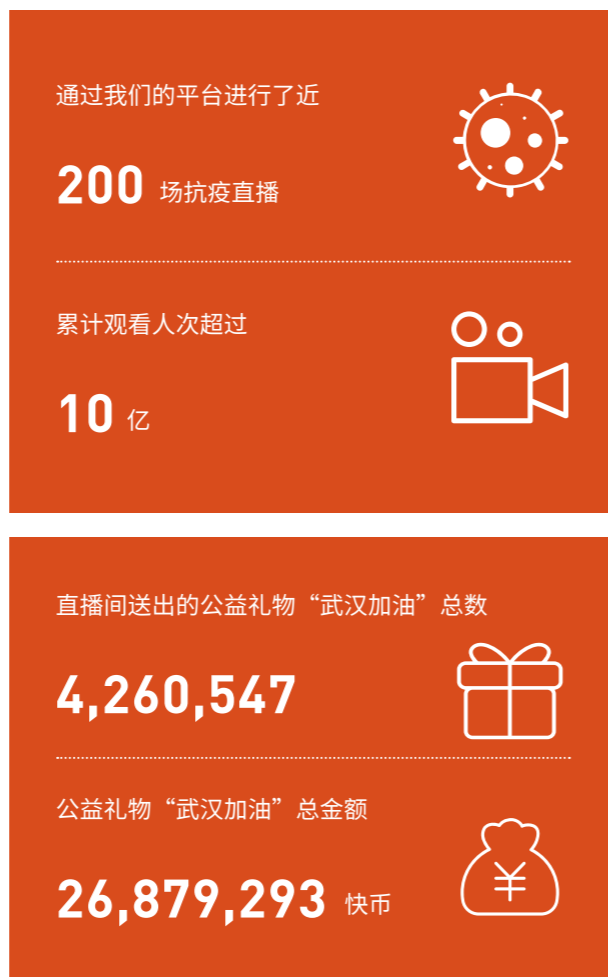 通过我们的平台进行了近
200 场抗疫直播
累计观看人次超过
10 亿
直播间送出的公益礼物“武汉加油”总数
4,260,547
公益礼物“武汉加油”总金额
¥
26,879,293 快币